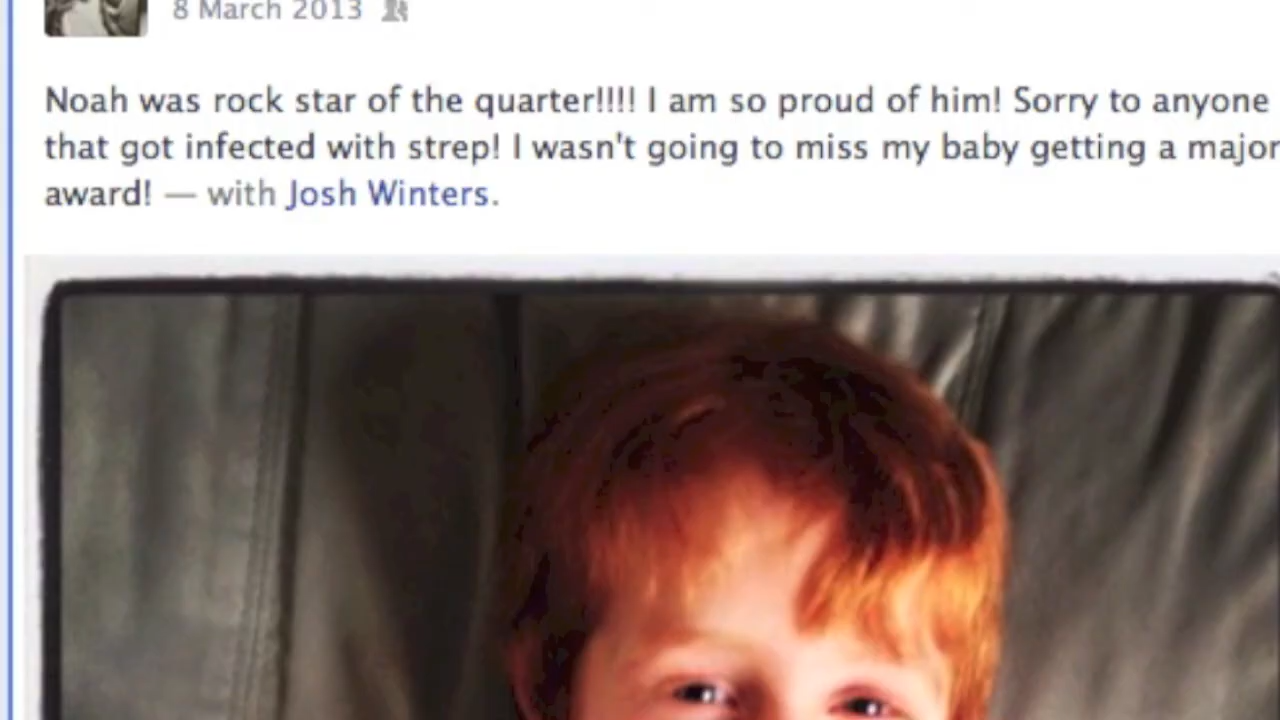 8 March 2013
Noah was rock star of the quarter!!!! I am so proud of him! Sorry to anyone
that got infected with strep! I wasn't going to miss my baby getting a major
award! — with Josh Winters.